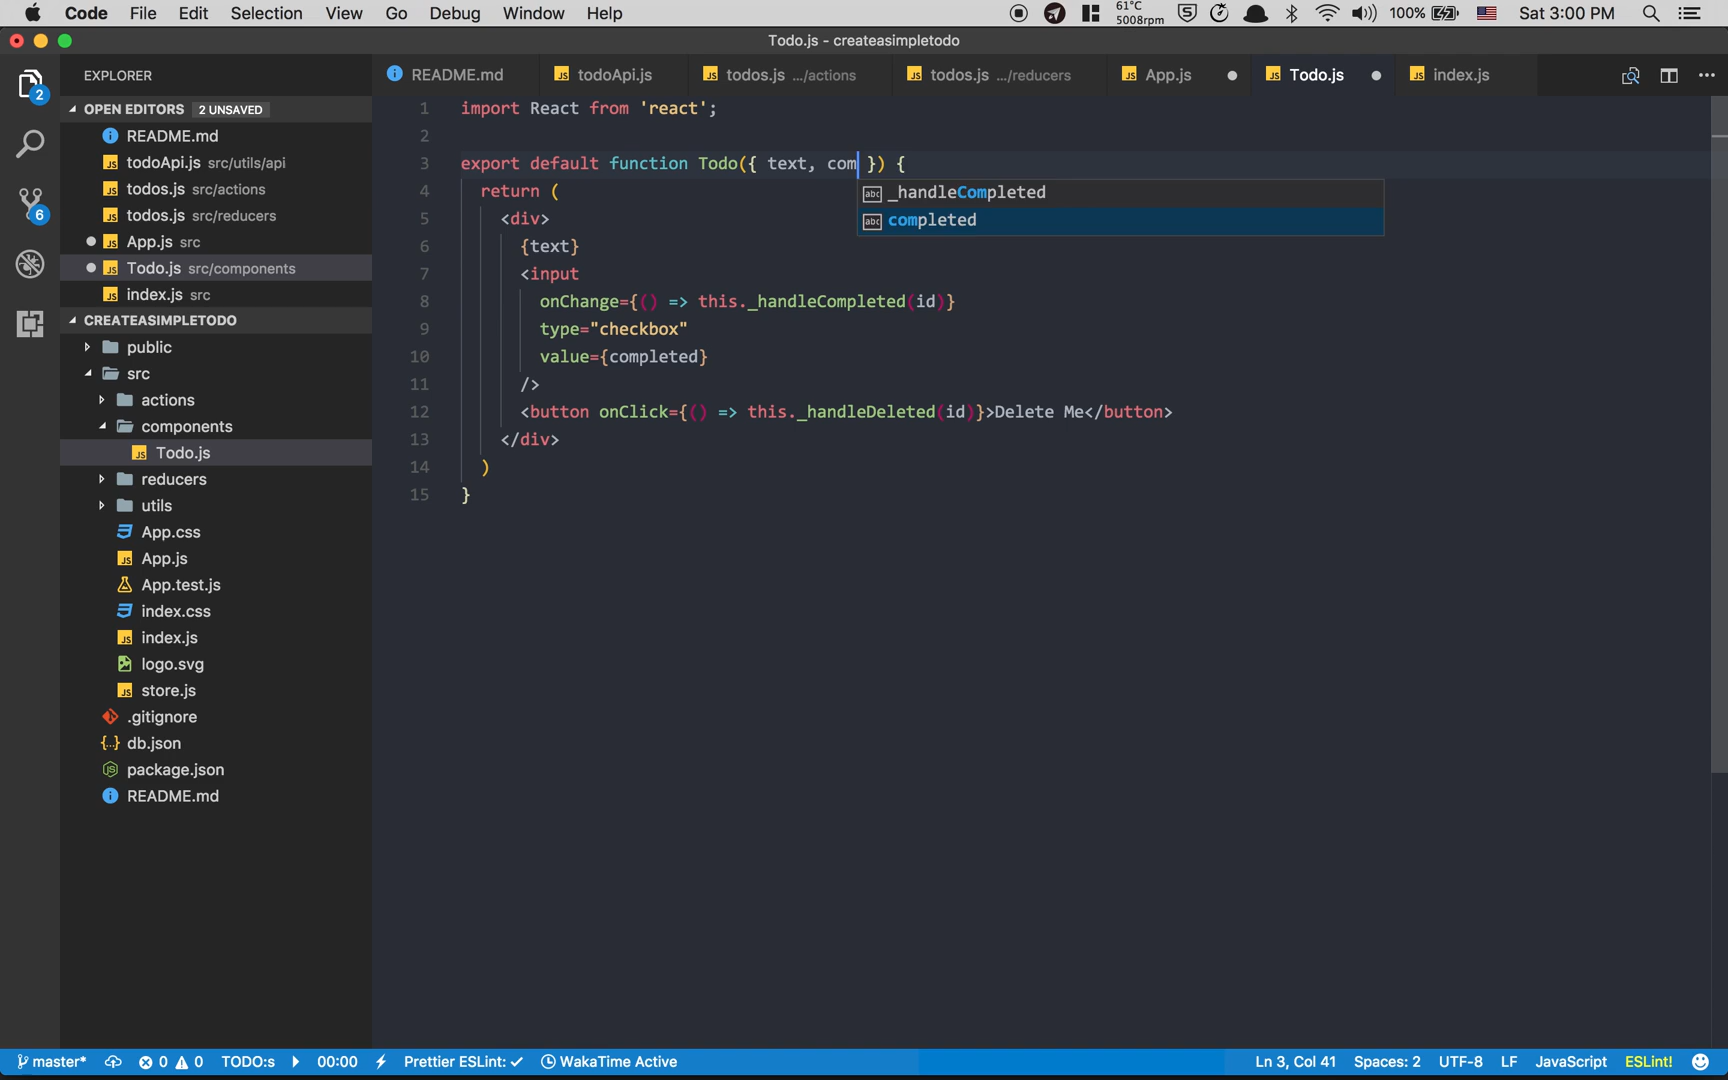 Code File Edit Selection View Go Debug Window Help 61°C 5008rpm 100% Sat 3:00 PM
Todo.js - createasimpletodo
EXPLORER
README.md todoApi.js todos.js .../actions todos.js .../reducers App.js Todo.js index.js
2
6
OPEN EDITORS 2 UNSAVED
README.md
todoApi.js src/utils/api
todos.js src/actions
todos.js src/reducers
App.js src
Todo.js src/components
index.js src
CREATEASIMPLETODO
public
src
actions
components
Todo.js
reducers
utils
App.css
App.js
App.test.js
index.css
index.js
logo.svg
store.js
.gitignore
db.json
package.json
README.md
1 import React from 'react';
2
3 export default function Todo({ text, com }) {
_handleCompleted
completed
4 return (
5 <div>
6 {text}
7 <input
8 onChange={() => this._handleCompleted(id)}
9 type="checkbox"
10 value={completed}
11 />
12 <button onClick={() => this._handleDeleted(id)}>Delete Me</button>
13 </div>
14 )
15 }
master* 0 0 TODO:s 00:00 Prettier ESLint: ✓ WakaTime Active Ln 3, Col 41 Spaces: 2 UTF-8 LF JavaScript ESLint!